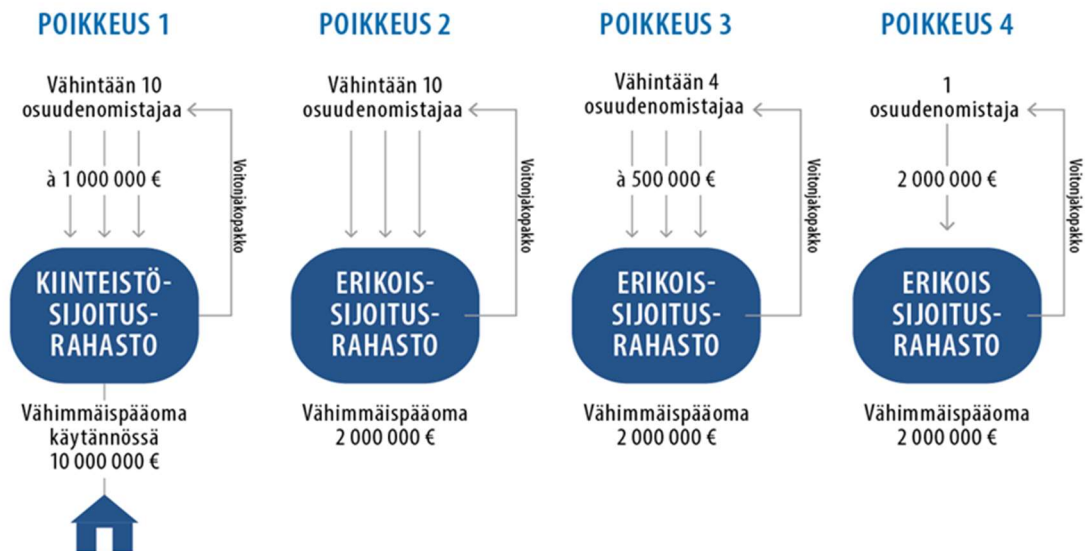 POIKKEUS 1
Vähintään 10
osuudenomistajaa
à 1 000 000 €
Voitonjakopakko
KIINTEISTÖ-
SIJOITUS-
RAHASTO
Vähimmäispääoma
käytännössä
10 000 000 €
POIKKEUS 2
Vähintään 10
osuudenomistajaa
Voitonjakopakko
ERIKOIS-
SIJOITUS-
RAHASTO
Vähimmäispääoma
2 000 000 €
POIKKEUS 3
Vähintään 4
osuudenomistajaa
à 500 000 €
Voitonjakopakko
ERIKOIS-
SIJOITUS-
RAHASTO
Vähimmäispääoma
2 000 000 €
POIKKEUS 4
1
osuudenomistaja
2 000 000 €
Voitonjakopakko
ERIKOIS
SIJOITUS-
RAHASTO
Vähimmäispääoma
2 000 000 €